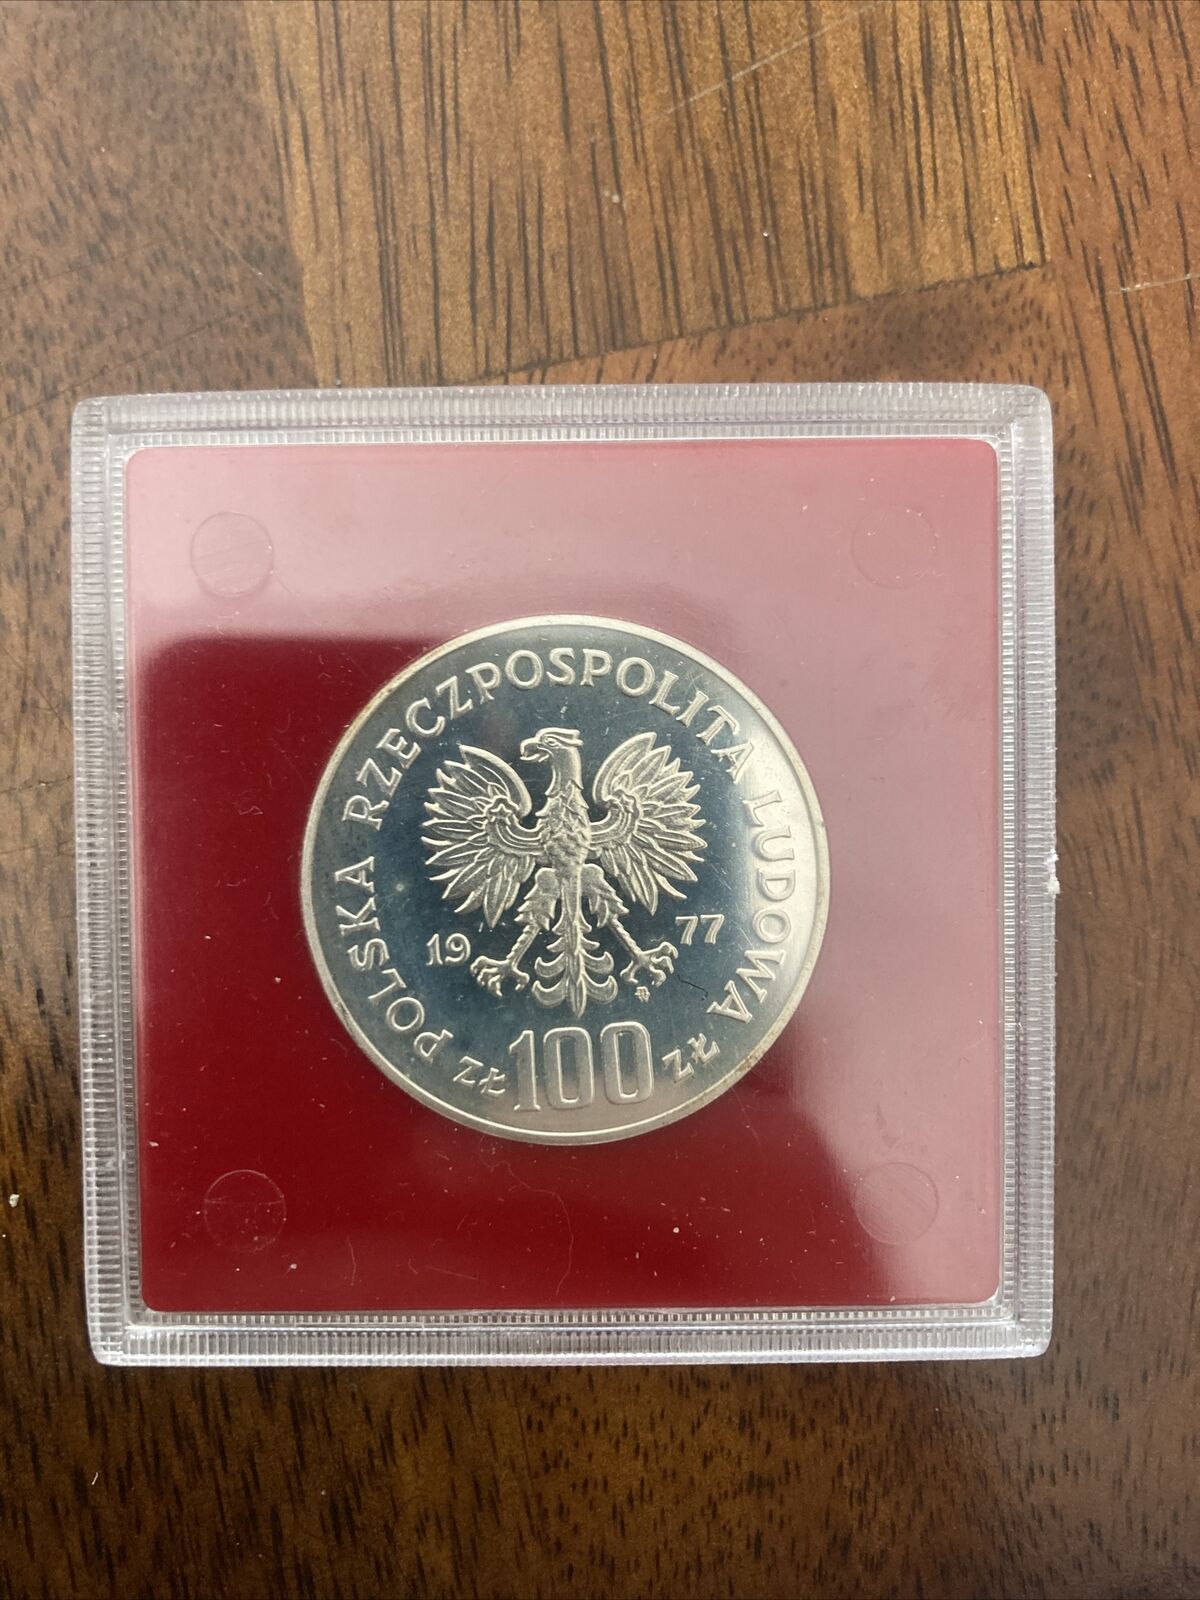 POLSKA RZECZPOSPOLITA LUDOWA
19 77
ZŁ 100 ZŁ